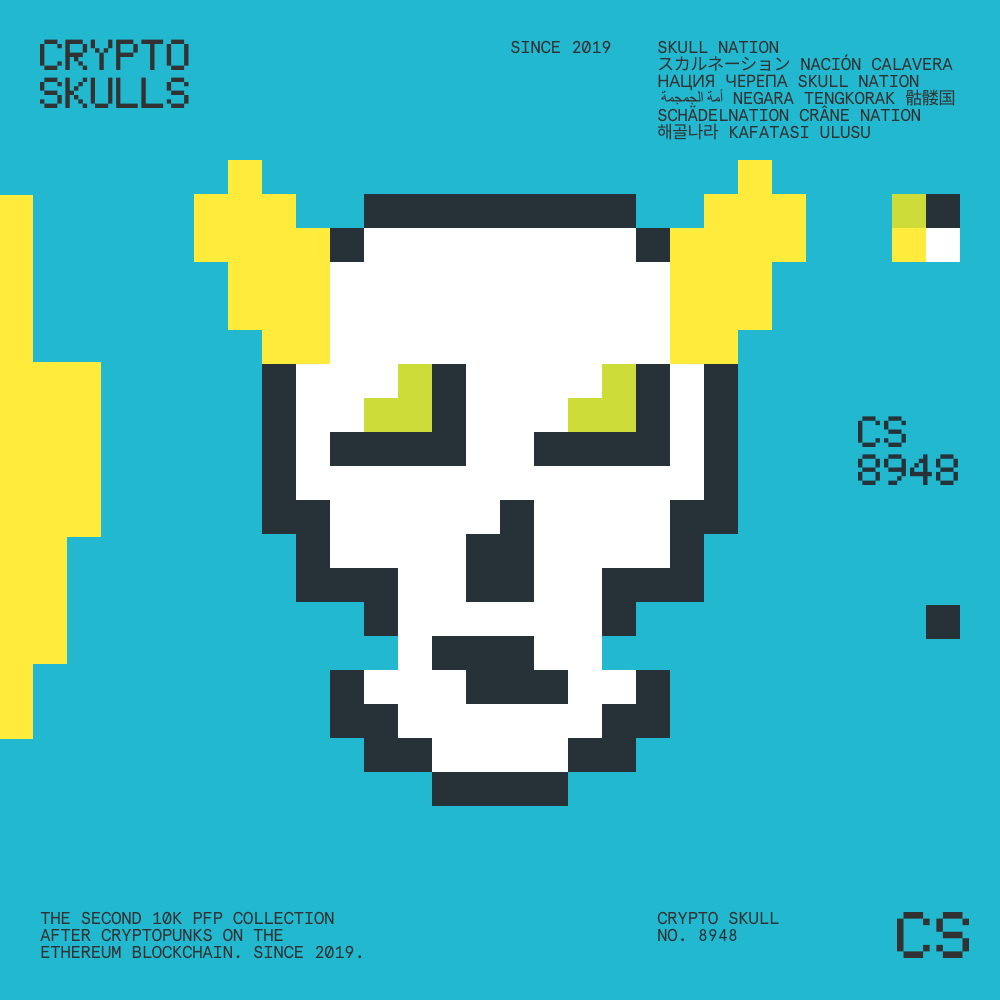 CRYPTO
SKULLS
SINCE 2019
SKULL NATION
スカルネーション NACIÓN CALAVERA
НАЦИЯ ЧЕРЕПА SKULL NATION
أمة الجمجمة NEGARA TENGKORAK 骷髅国
SCHÄDELNATION CRÂNE NATION
해골나라 KAFATASI ULUSU
CS
8948
THE SECOND 10K PFP COLLECTION
AFTER CRYPTOPUNKS ON THE
ETHEREUM BLOCKCHAIN. SINCE 2019.
CRYPTO SKULL
NO. 8948
CS